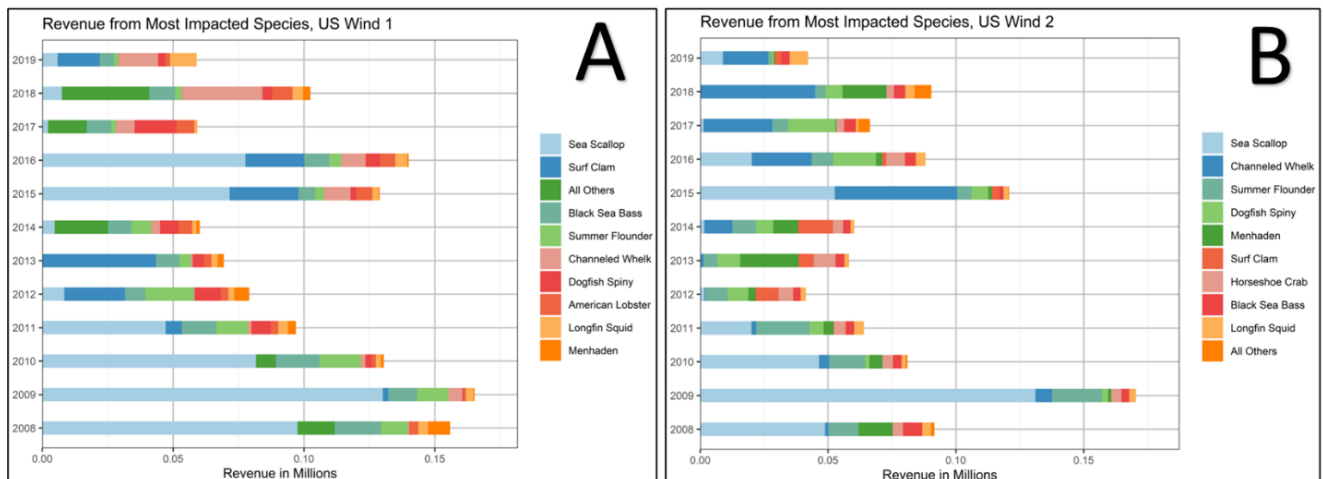 Revenue from Most Impacted Species, US Wind 1
A
2019
2018
2017
2016
2015
2014
2013
2012
2011
2010
2009
2008
0.00 0.05 0.10 0.15
Revenue in Millions
Sea Scallop
Surf Clam
All Others
Black Sea Bass
Summer Flounder
Channeled Whelk
Dogfish Spiny
American Lobster
Longfin Squid
Menhaden
Revenue from Most Impacted Species, US Wind 2
B
2019
2018
2017
2016
2015
2014
2013
2012
2011
2010
2009
2008
0.00 0.05 0.10 0.15
Revenue in Millions
Sea Scallop
Channeled Whelk
Summer Flounder
Dogfish Spiny
Menhaden
Surf Clam
Horseshoe Crab
Black Sea Bass
Longfin Squid
All Others